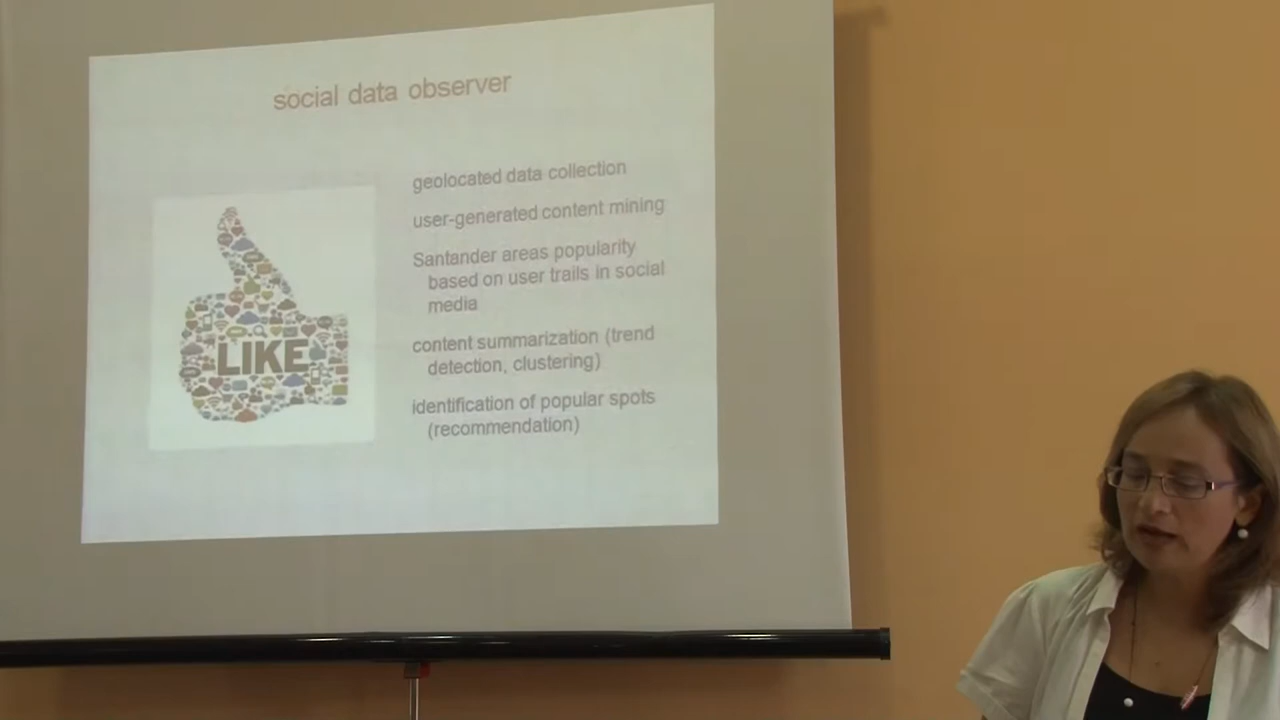 social data observer
geolocated data collection
user-generated content mining
Santander areas popularity
based on user trails in social
media
content summarization (trend
detection, clustering)
identification of popular spots
(recommendation)
LIKE